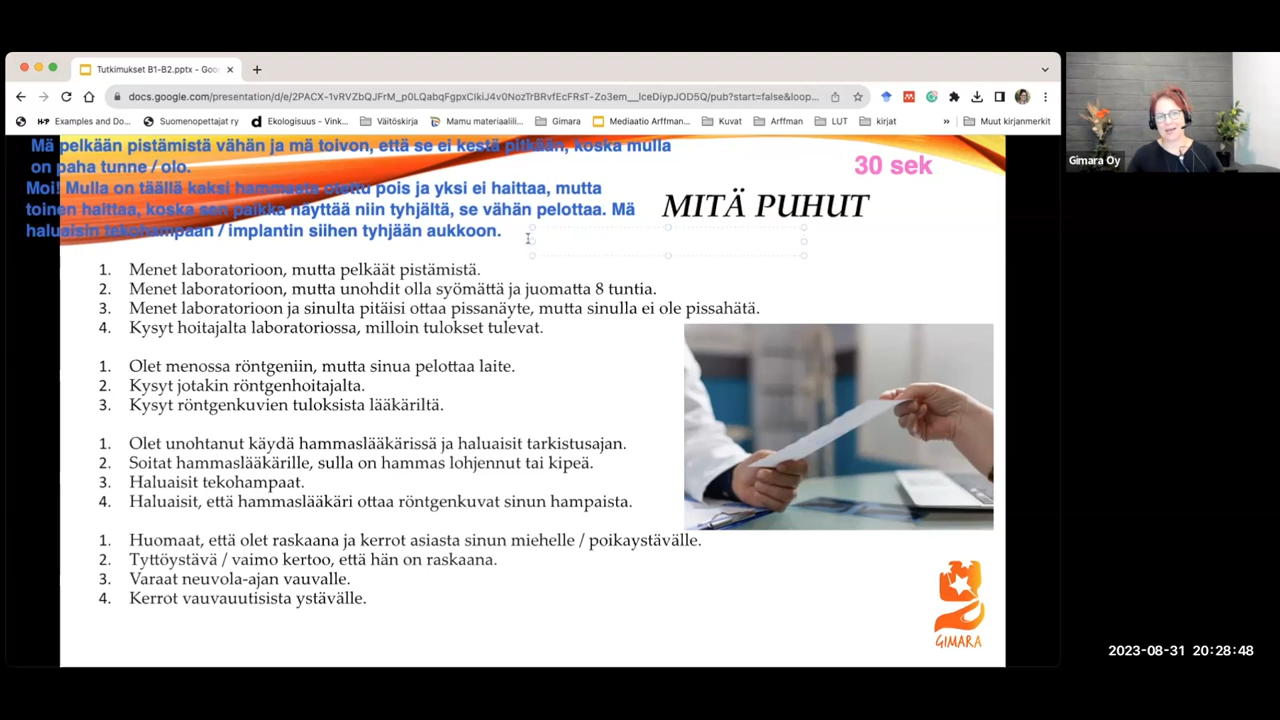 Tutkimukset B1-B2.pptx - Goo
docs.google.com/presentation/d/e/2PACX-1vRVZbQJFrM_p0LQabqFgpxCIkiJ4v0NozTrBRvfEcFRsT-Zo3em__lceDiypJOD5Q/pub?start=false&loop...
Examples and Do...
Suomenopettajat ry
Ekologisuus - Vink...
Väitöskirja
Mamu materiaalili...
Gimara
Mediaatio Arffman...
Kuvat
Arffman
LUT
kirjat
»
Muut kirjanmerkit
Mä pelkään pistämistä vähän ja mä toivon, että se ei kestä pitkään, koska mulla
on paha tunne / olo.
Moi! Mulla on täällä kaksi hammasta otettu pois ja yksi ei haittaa, mutta
toinen haittaa, koska sen paikka näyttää niin tyhjältä, se vähän pelottaa. Mä
haluaisin tekohampaan / implantin siihen tyhjään aukkoon.
30 sek
MITÄ PUHUT
1. Menet laboratorioon, mutta pelkäät pistämistä.
2. Menet laboratorioon, mutta unohdit olla syömättä ja juomatta 8 tuntia.
3. Menet laboratorioon ja sinulta pitäisi ottaa pissanäyte, mutta sinulla ei ole pissahätä.
4. Kysyt hoitajalta laboratoriossa, milloin tulokset tulevat.
1. Olet menossa röntgeniin, mutta sinua pelottaa laite.
2. Kysyt jotakin röntgenhoitajalta.
3. Kysyt röntgenkuvien tuloksista lääkäriltä.
1. Olet unohtanut käydä hammaslääkärissä ja haluaisit tarkistusajan.
2. Soitat hammaslääkärille, sulla on hammas lohjennut tai kipeä.
3. Haluaisit tekohampaat.
4. Haluaisit, että hammaslääkäri ottaa röntgenkuvat sinun hampaista.
1. Huomaat, että olet raskaana ja kerrot asiasta sinun miehelle / poikaystävälle.
2. Tyttöystävä / vaimo kertoo, että hän on raskaana.
3. Varaat neuvola-ajan vauvalle.
4. Kerrot vauvauutisista ystävälle.
GIMARA
Gimara Oy
2023-08-31 20:28:48